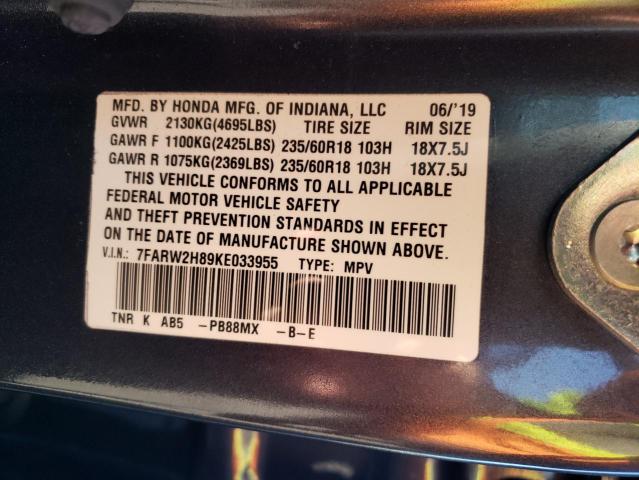 MFD. BY HONDA MFG. OF INDIANA, LLC 06/'19
GVWR 2130KG(4695LBS) TIRE SIZE RIM SIZE
GAWR F 1100KG(2425LBS) 235/60R18 103H 18X7.5J
GAWR R 1075KG(2369LBS) 235/60R18 103H 18X7.5J
THIS VEHICLE CONFORMS TO ALL APPLICABLE
FEDERAL MOTOR VEHICLE SAFETY
AND THEFT PREVENTION STANDARDS IN EFFECT
ON THE DATE OF MANUFACTURE SHOWN ABOVE.
V.I.N.: 7FARW2H89KE033955 TYPE: MPV
TNR K AB5 -PB88MX -B-E